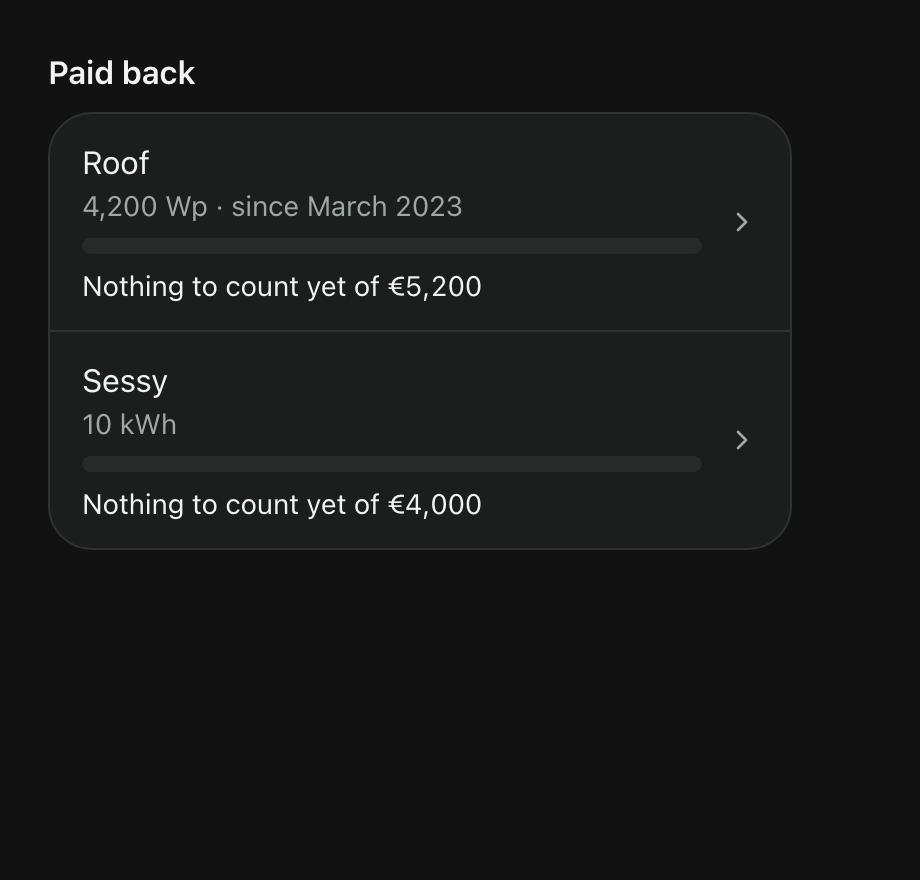 Paid back
Roof
4,200 Wp · since March 2023
Nothing to count yet of €5,200
Sessy
10 kWh
Nothing to count yet of €4,000